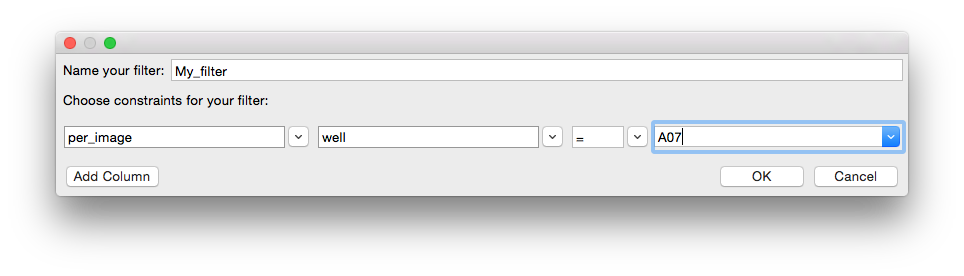 Name your filter: My_filter
Choose constraints for your filter:
per_image well = A07
Add Column OK Cancel